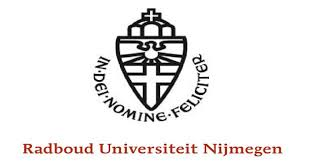 IN·DEI·NOMINE·FELICITER
Radboud Universiteit Nijmegen